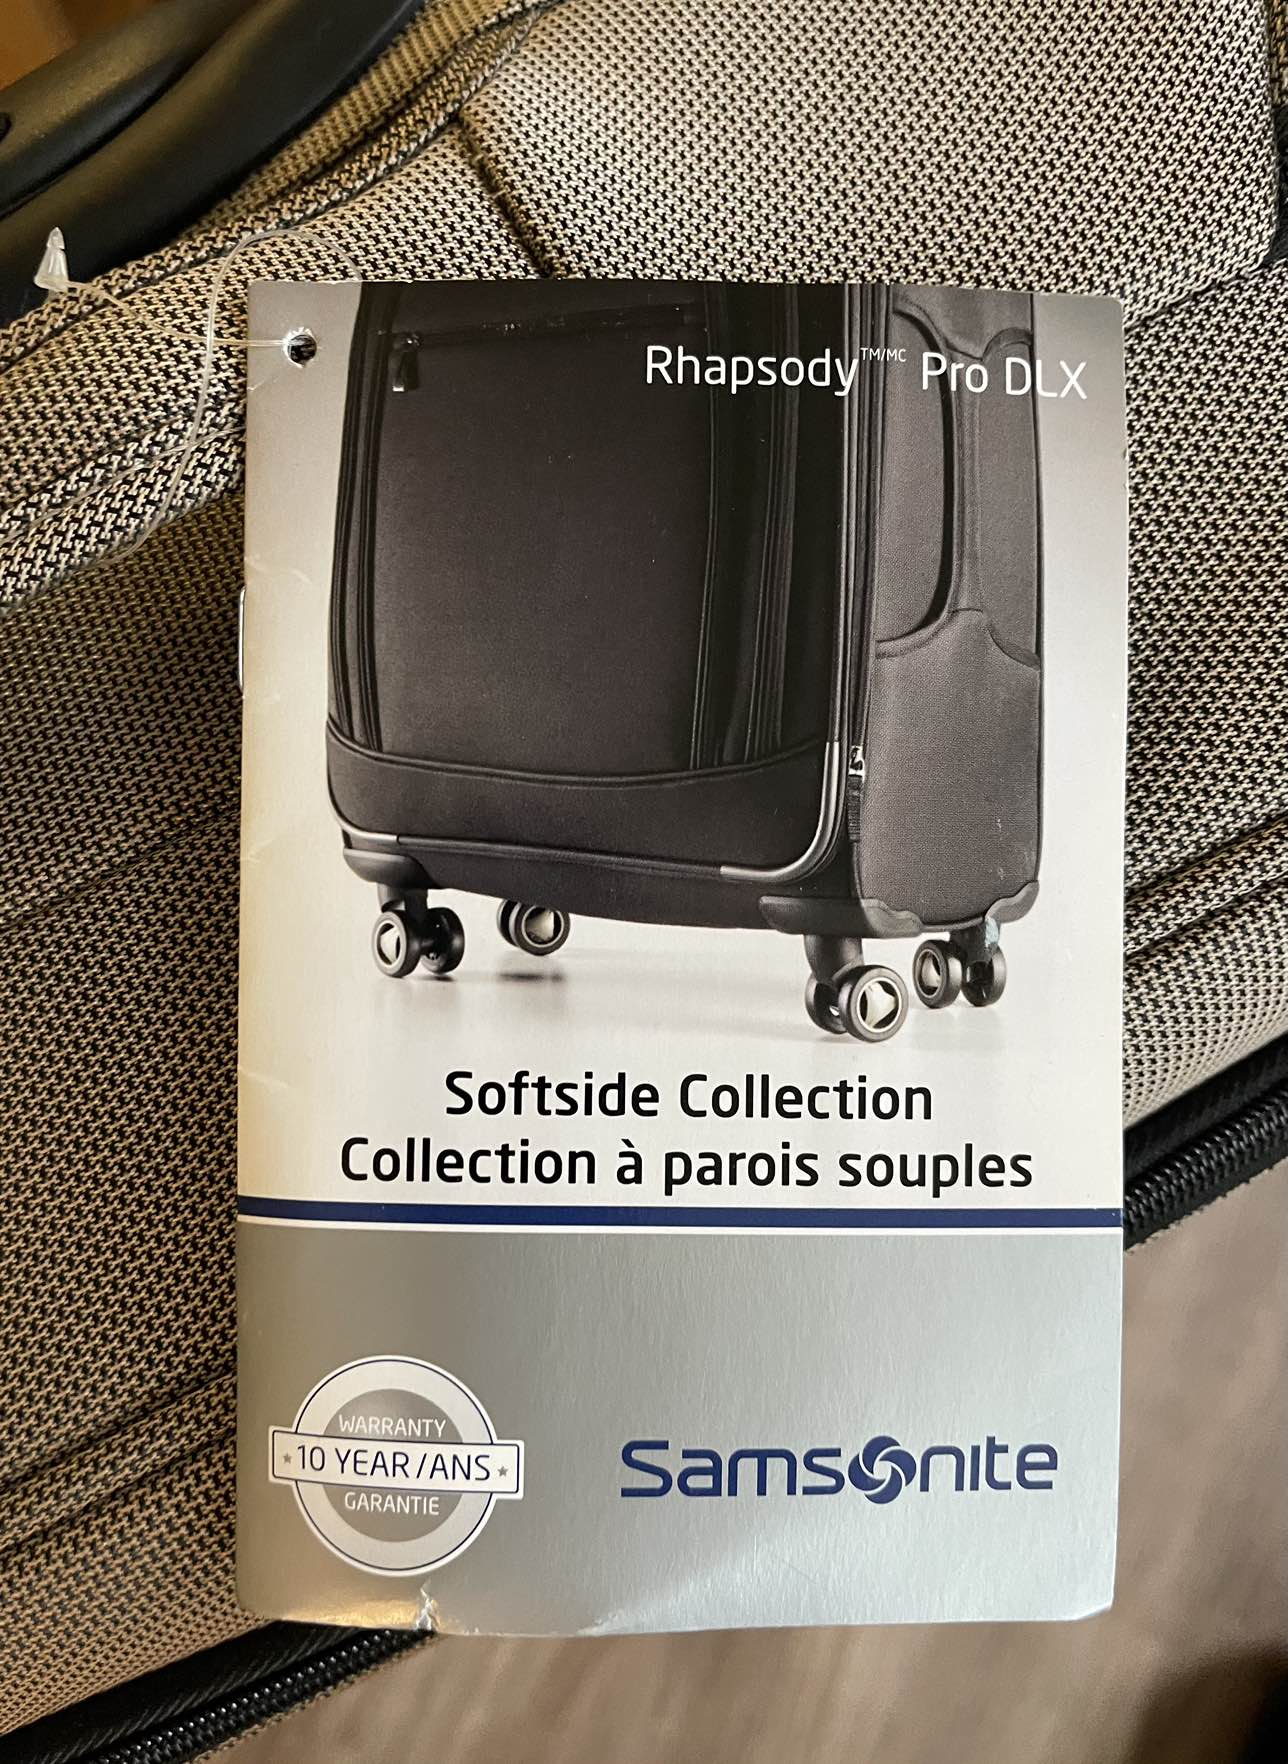 Rhapsody™/MC Pro DLX
Softside Collection
Collection à parois souples
WARRANTY
10 YEAR/ANS
GARANTIE
Samsonite